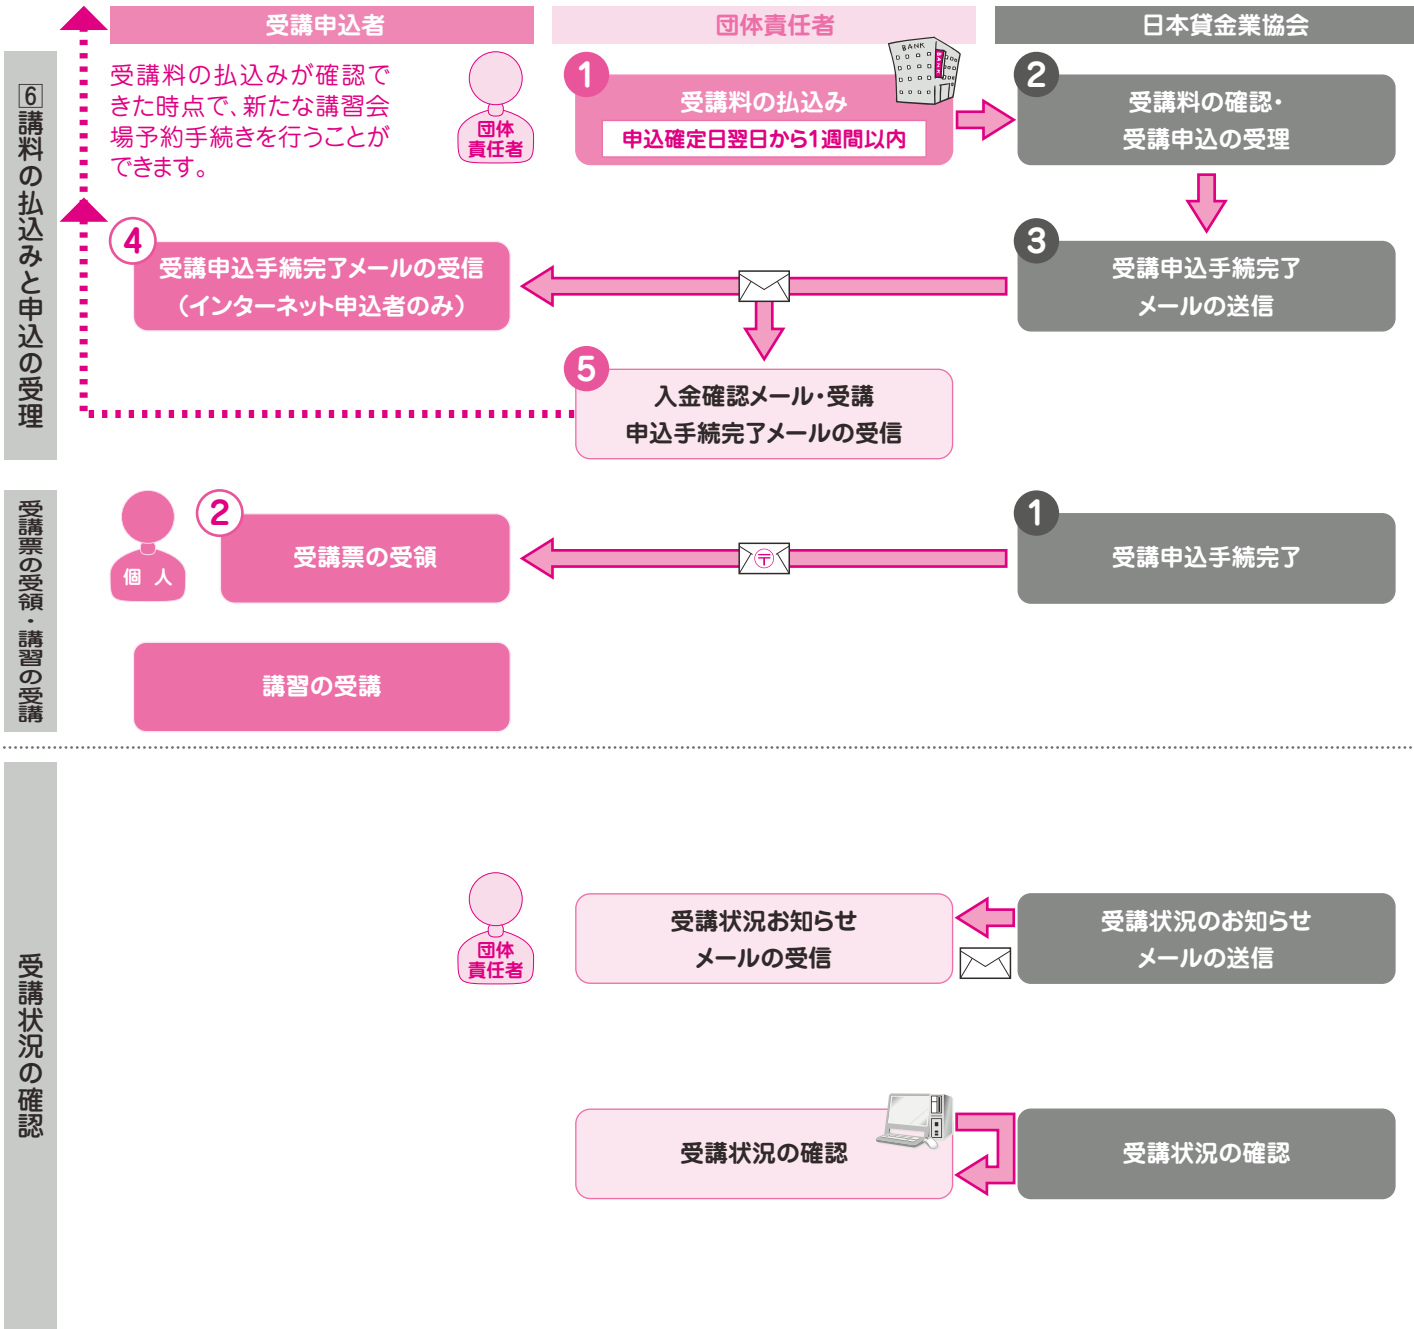 受講申込者
団体責任者
日本貸金業協会
6講料の払込みと申込の受理
受講料の払込みが確認で
きた時点で、新たな講習会
場予約手続きを行うことが
できます。
団体
責任者
1
受講料の払込み
申込確定日翌日から1週間以内
BANK
2
受講料の確認・
受講申込の受理
3
受講申込手続完了
メールの送信
4
受講申込手続完了メールの受信
（インターネット申込者のみ）
5
入金確認メール・受講
申込手続完了メールの受信
受講票の受領・講習の受講
個 人
2
受講票の受領
〒
1
受講申込手続完了
講習の受講
受講状況の確認
団体
責任者
受講状況お知らせ
メールの受信
受講状況のお知らせ
メールの送信
受講状況の確認
受講状況の確認